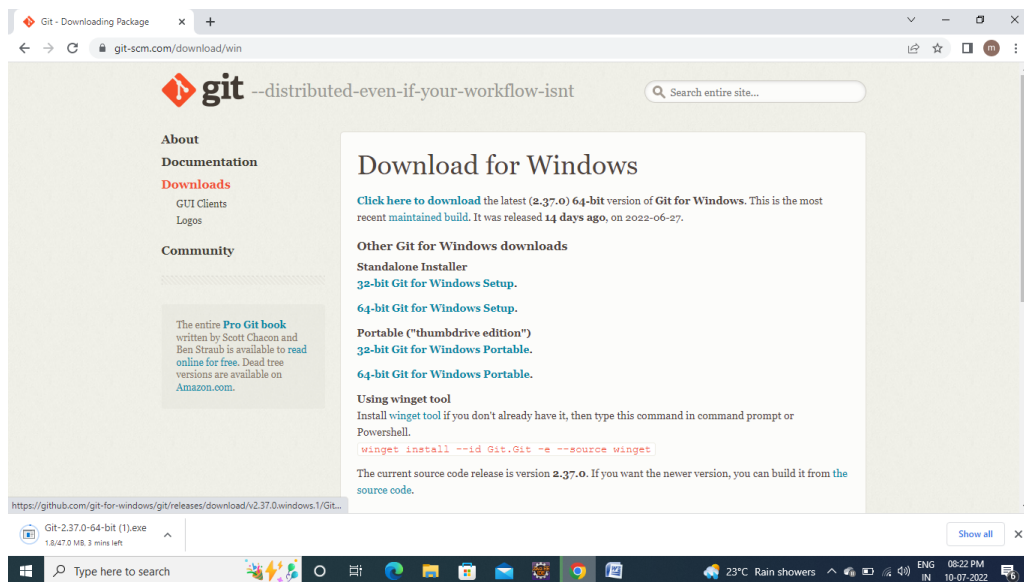 Git - Downloading Package
git-scm.com/download/win
m
git --distributed-even-if-your-workflow-isnt
Search entire site...
About
Documentation
Downloads
GUI Clients
Logos
Community
The entire Pro Git book
written by Scott Chacon and
Ben Straub is available to read
online for free. Dead tree
versions are available on
Amazon.com.
Download for Windows
Click here to download the latest (2.37.0) 64-bit version of Git for Windows. This is the most
recent maintained build. It was released 14 days ago, on 2022-06-27.
Other Git for Windows downloads
Standalone Installer
32-bit Git for Windows Setup.
64-bit Git for Windows Setup.
Portable ("thumbdrive edition")
32-bit Git for Windows Portable.
64-bit Git for Windows Portable.
Using winget tool
Install winget tool if you don't already have it, then type this command in command prompt or
Powershell.
winget install --id Git.Git -e --source winget
The current source code release is version 2.37.0. If you want the newer version, you can build it from the
source code.
https://github.com/git-for-windows/git/releases/download/v2.37.0.windows.1/Git...
Git-2.37.0-64-bit (1).exe
1.8/47.0 MB, 3 mins left
Show all
Type here to search
23°C Rain showers
ENG
IN
08:22 PM
10-07-2022
6